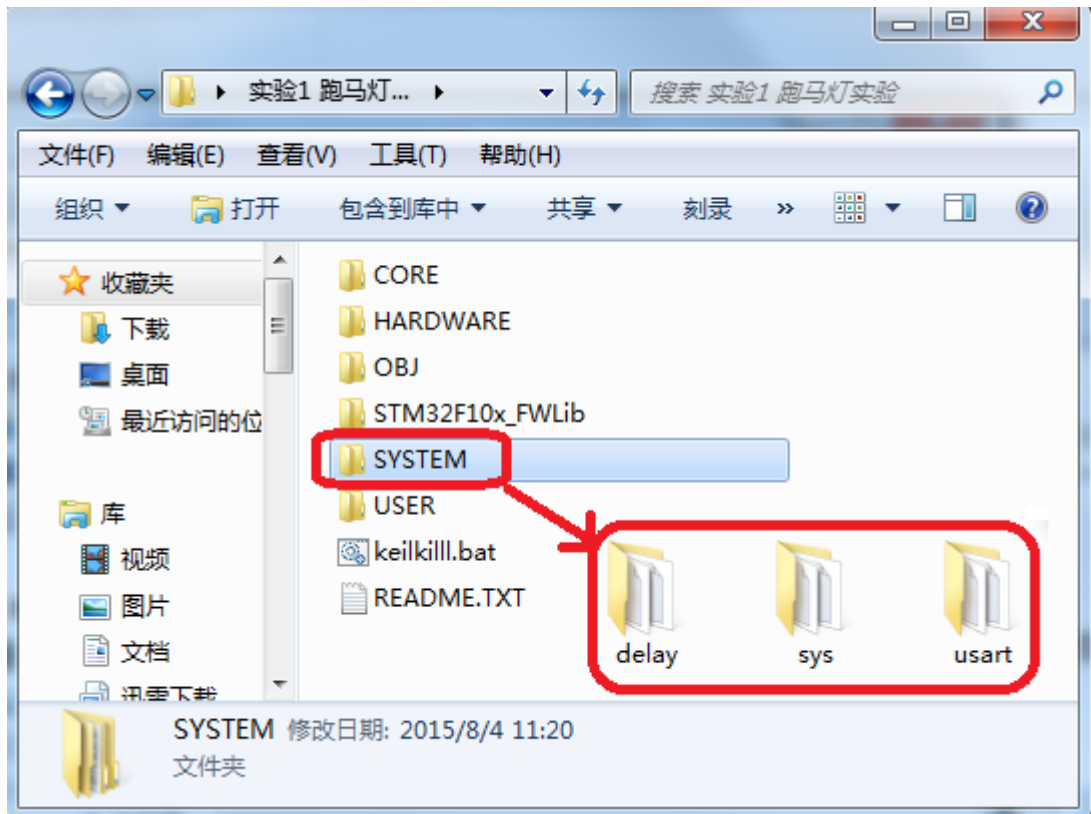 实验1 跑马灯...
搜索 实验1 跑马灯实验
文件(F) 编辑(E) 查看(V) 工具(T) 帮助(H)
组织 打开 包含到库中 共享 刻录 »
收藏夹
下载
桌面
最近访问的位
库
视频
图片
文档
迅雷下载
CORE
HARDWARE
OBJ
STM32F10x_FWLib
SYSTEM
USER
keilkilll.bat
README.TXT
delay
sys
usart
SYSTEM 修改日期: 2015/8/4 11:20
文件夹